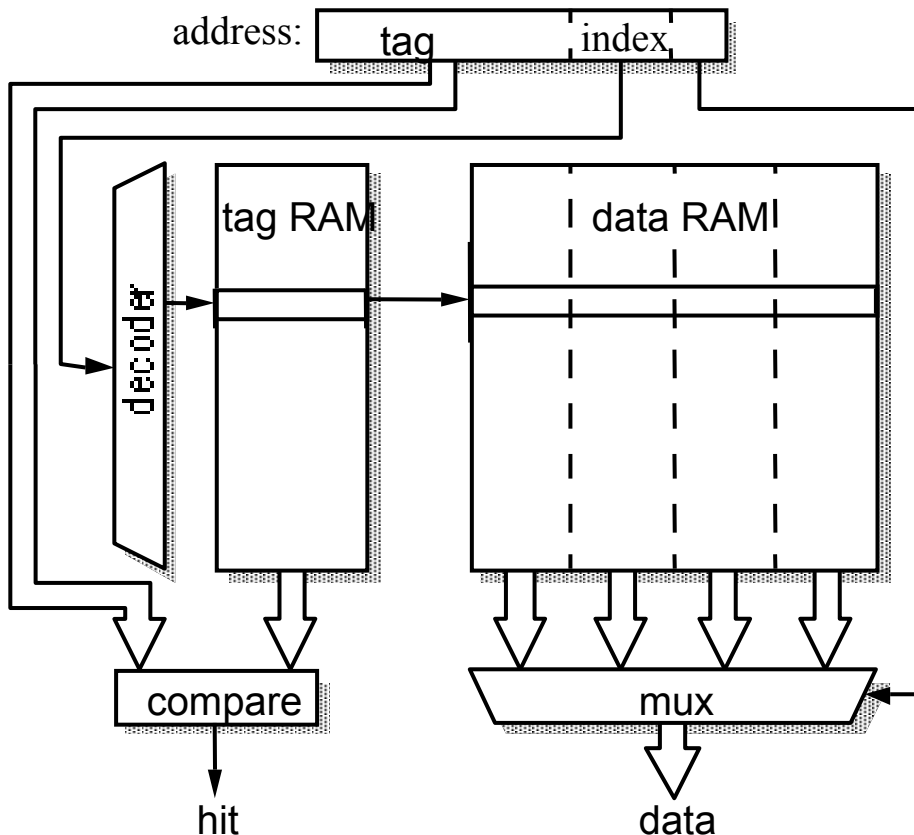 address:
tag
index
tag RAM
data RAM
decoder
compare
mux
hit
data